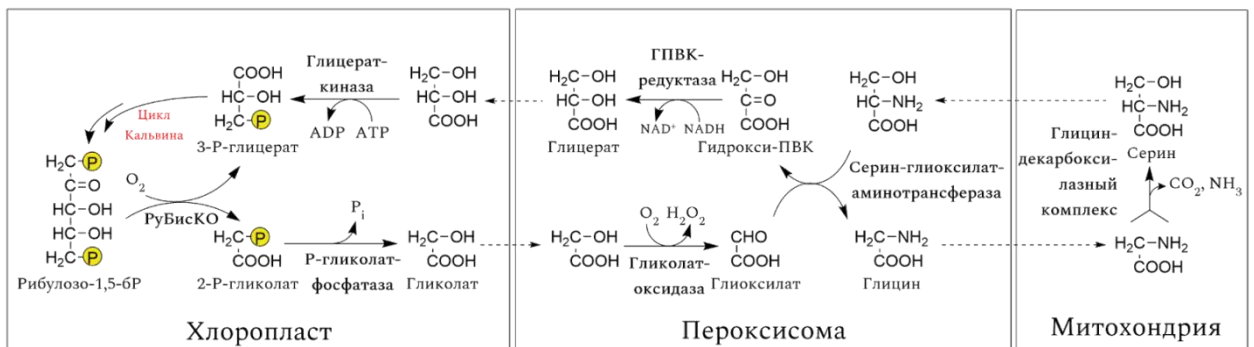 COOH
HC–OH
H₂C–P
3-Р-глицерат
Глицерат-
киназа
ADP
ATP
H₂C–OH
HC–OH
COOH
Цикл
Кальвина
H₂C–P
C=O
HC–OH
HC–OH
H₂C–P
Рибулозо-1,5-бР
O₂
РуБисКО
H₂C–P
COOH
2-Р-гликолат
Pᵢ
Р-гликолат-
фосфатаза
H₂C–OH
COOH
Гликолат
Хлоропласт
H₂C–OH
HC–OH
COOH
Глицерат
ГПВК-
редуктаза
NAD⁺
NADH
H₂C–OH
C=O
COOH
Гидрокси-ПВК
H₂C–OH
HC–NH₂
COOH
Серин-глиоксилат-
аминотрансфераза
H₂C–OH
COOH
O₂
H₂O₂
Гликолат-
оксидаза
CHO
COOH
Глиоксилат
H₂C–NH₂
COOH
Глицин
Пероксисома
H₂C–OH
HC–NH₂
COOH
Серин
Глицин-
декарбокси-
лазный
комплекс
CO₂, NH₃
H₂C–NH₂
COOH
Митохондрия